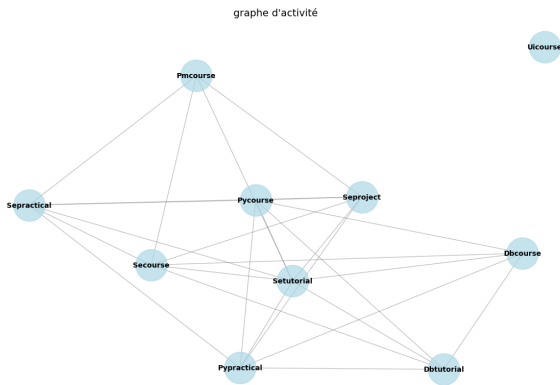 graphe d'activité
Uicourse
Pmcourse
Sepractical
Pycourse
Seproject
Dbcourse
Secourse
Setutorial
Pypractical
Dbtutorial